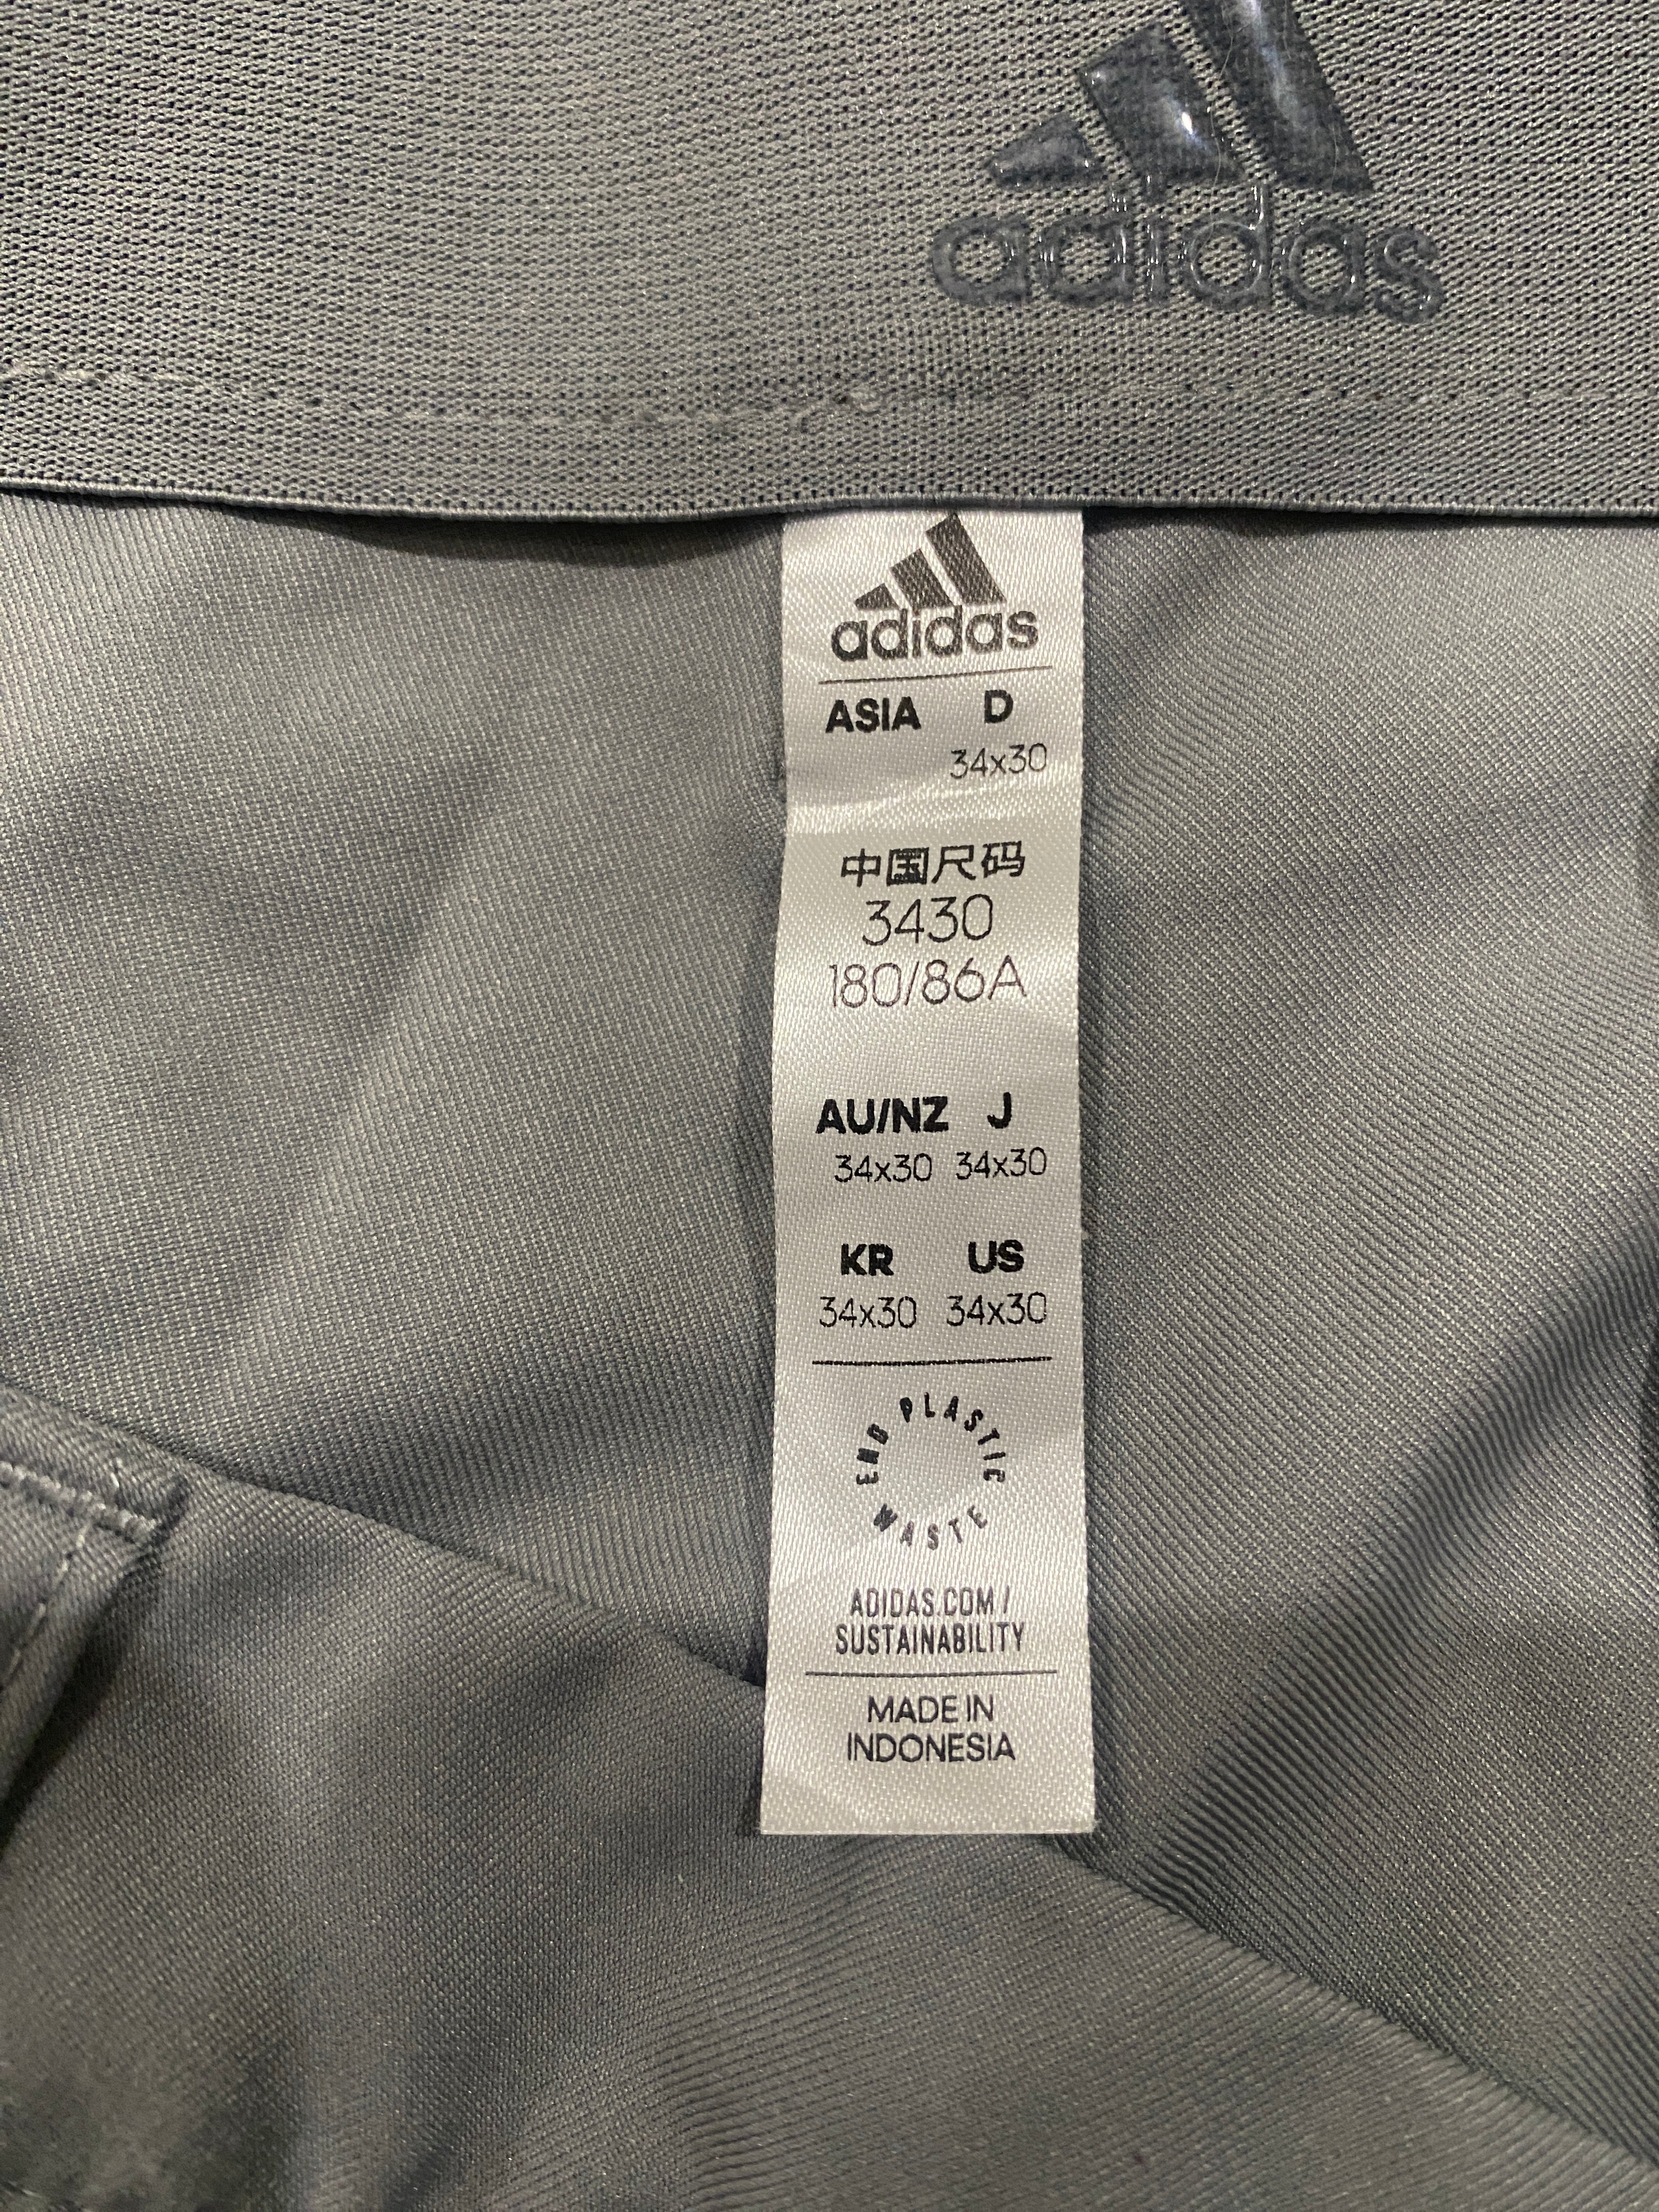 adidas
adidas
ASIA D
34x30
中国尺码
3430
180/86A
AU/NZ J
34x30 34x30
KR US
34x30 34x30
END PLASTIC WASTE
ADIDAS.COM/
SUSTAINABILITY
MADE IN
INDONESIA